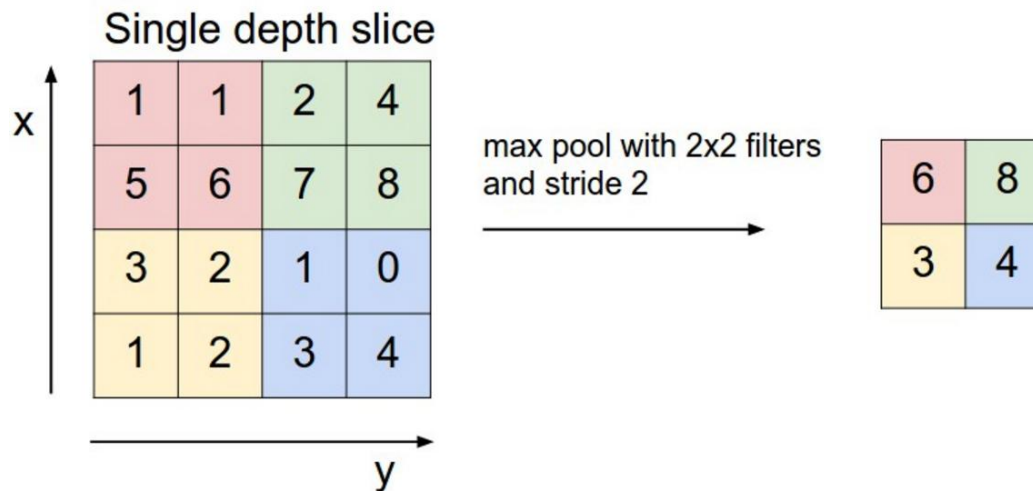 Single depth slice
x
1 1 2 4
5 6 7 8
3 2 1 0
1 2 3 4
y
max pool with 2x2 filters
and stride 2
6 8
3 4